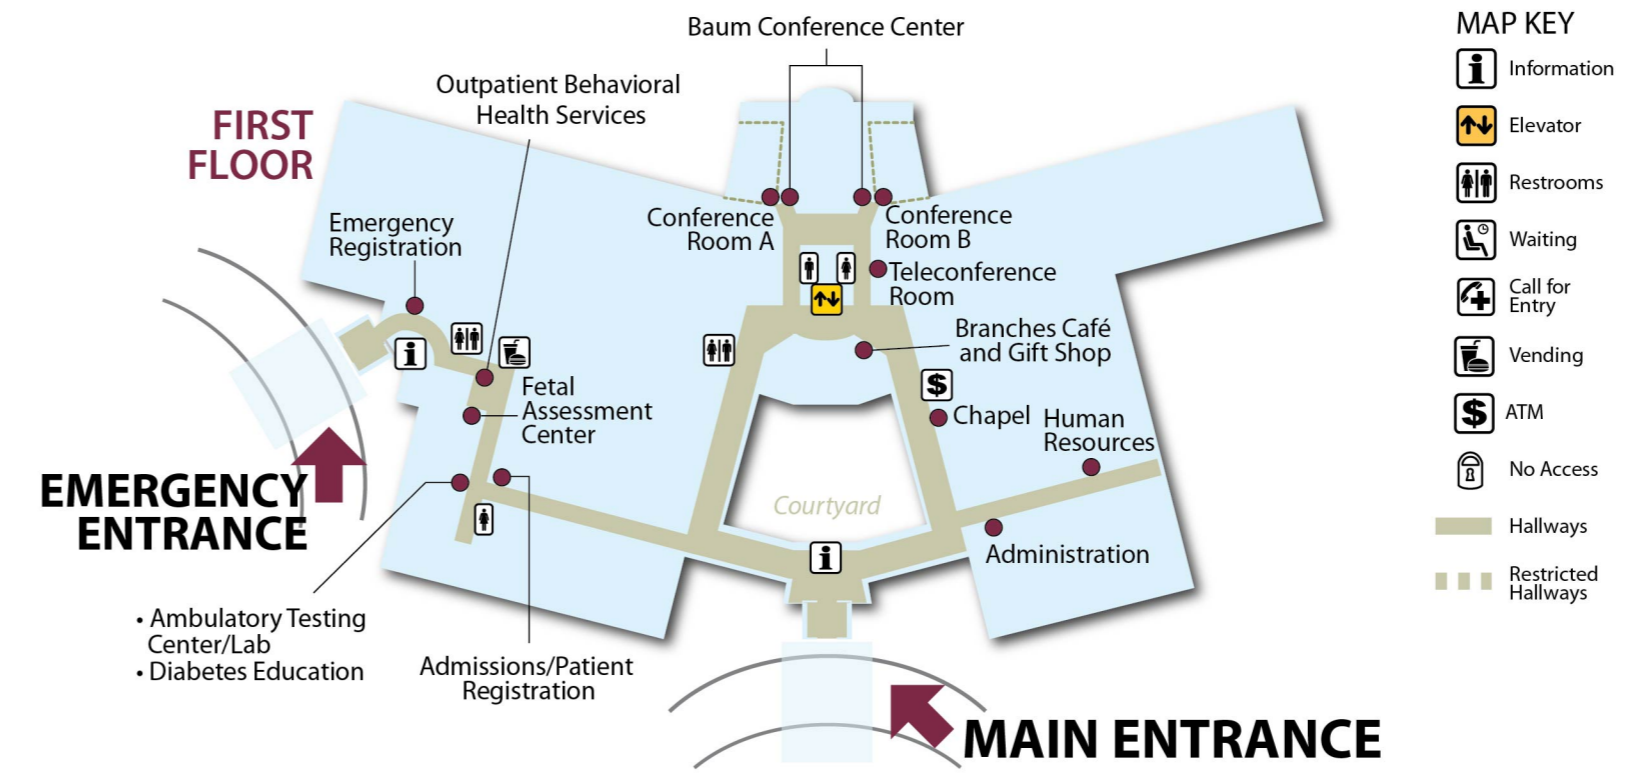 Baum Conference Center
MAP KEY
Information
Elevator
Restrooms
Waiting
Call for
Entry
Vending
ATM
No Access
Hallways
Restricted
Hallways
FIRST
FLOOR
Outpatient Behavioral
Health Services
Emergency
Registration
Conference
Room A
Conference
Room B
Teleconference
Room
Branches Café
and Gift Shop
$
$
Chapel
Human
Resources
Fetal
Assessment
Center
Courtyard
Administration
i
i
i
EMERGENCY
ENTRANCE
• Ambulatory Testing
Center/Lab
• Diabetes Education
Admissions/Patient
Registration
MAIN ENTRANCE